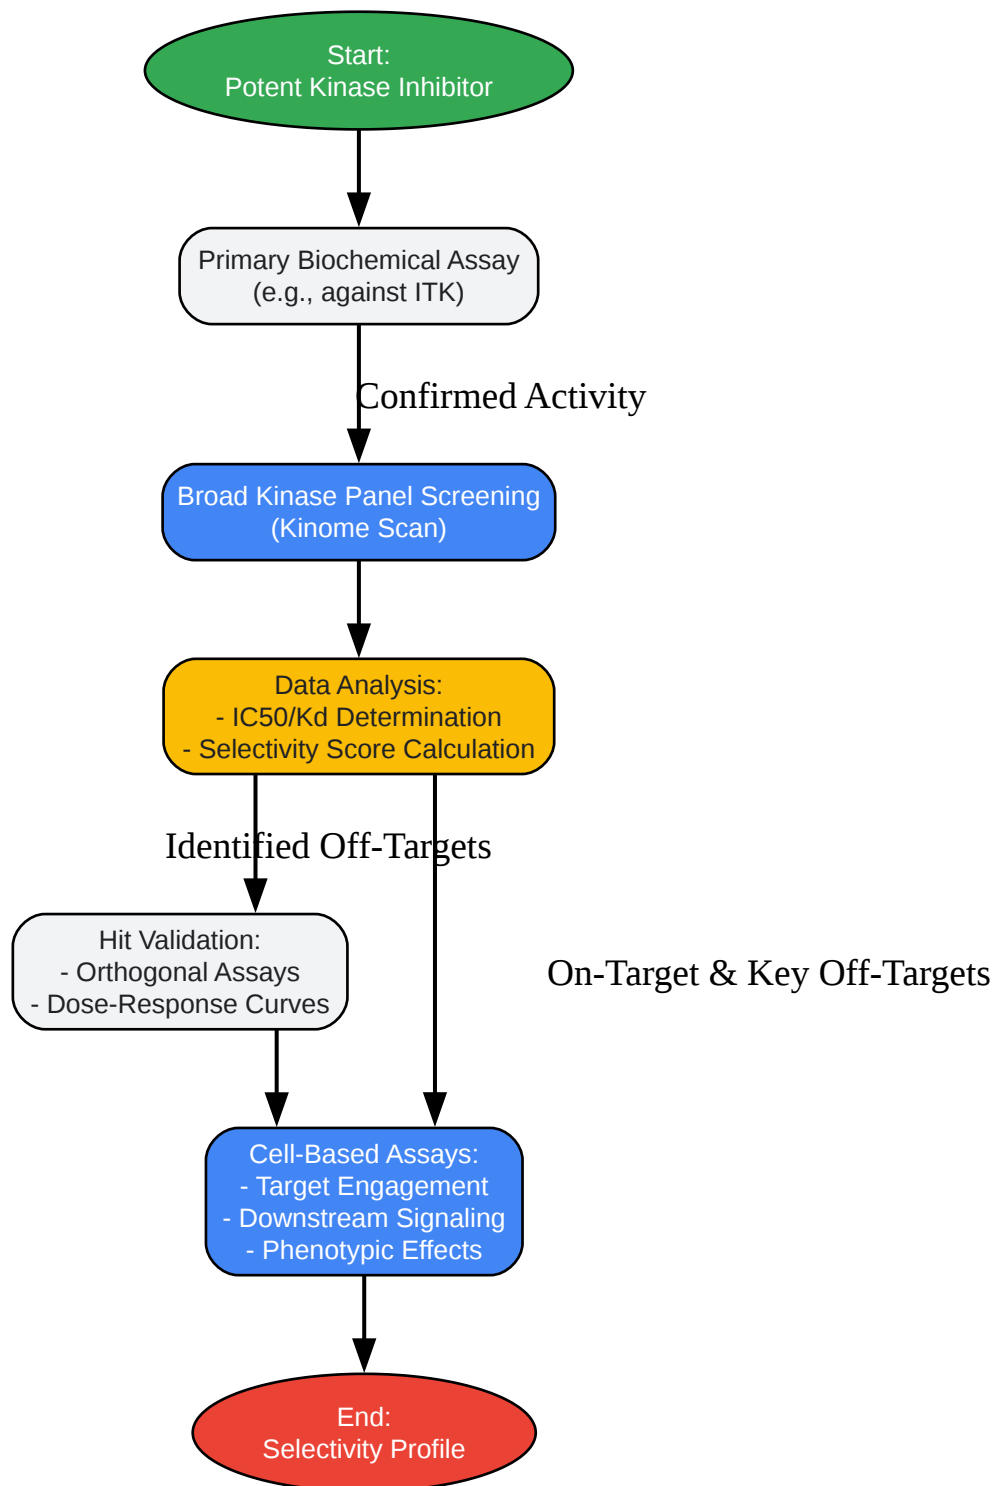 Start:
Potent Kinase Inhibitor
Primary Biochemical Assay
(e.g., against ITK)
Confirmed Activity
Broad Kinase Panel Screening
(Kinome Scan)
Data Analysis:
- IC50/Kd Determination
- Selectivity Score Calculation
Identified Off-Targets
Hit Validation:
- Orthogonal Assays
- Dose-Response Curves
On-Target & Key Off-Targets
Cell-Based Assays:
- Target Engagement
- Downstream Signaling
- Phenotypic Effects
End:
Selectivity Profile